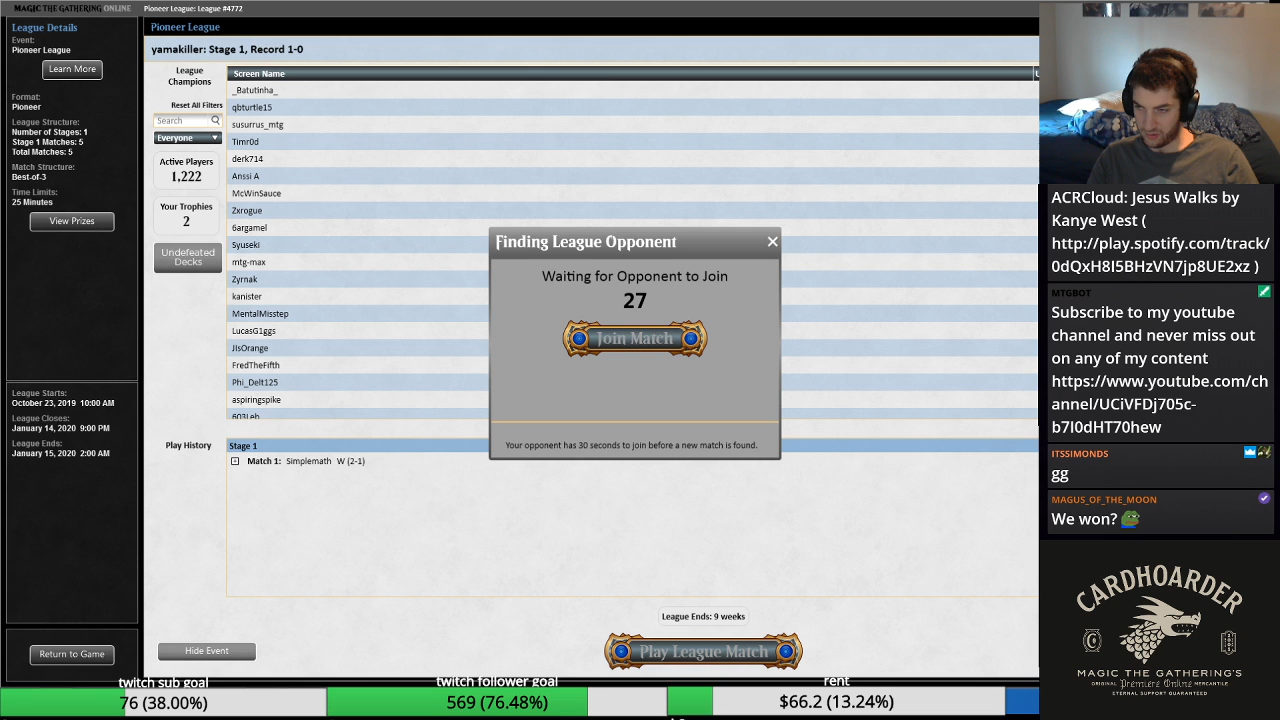 MAGIC THE GATHERING ONLINE
Pioneer League: League #4772
League Details
Event:
Pioneer League
Learn More
Format:
Pioneer
League Structure:
Number of Stages: 1
Stage 1 Matches: 5
Total Matches: 5
Match Structure:
Best-of-3
Time Limits:
25 Minutes
View Prizes
League Starts:
October 23, 2019 10:00 AM
League Closes:
January 14, 2020 9:00 PM
League Ends:
January 15, 2020 2:00 AM
Return to Game
Pioneer League
yamakiller: Stage 1, Record 1-0
League
Champions
Reset All Filters
Search
Everyone
Active Players
1,222
Your Trophies
2
Undefeated
Decks
Screen Name
_Batutinha_
qbturtle15
susurrus_mtg
Timr0d
derk714
Anssi A
McWinSauce
Zxrogue
6argamel
Syuseki
mtg-max
Zyrnak
kanister
MentalMisstep
LucasG1ggs
JIsOrange
FredTheFifth
Phi_Delt125
aspiringspike
603Leh
Finding League Opponent
Waiting for Opponent to Join
27
Join Match
Your opponent has 30 seconds to join before a new match is found.
Play History
Stage 1
Match 1: Simplemath W (2-1)
League Ends: 9 weeks
Hide Event
Play League Match
ACRCloud: Jesus Walks by
Kanye West (
http://play.spotify.com/track/
0dQxH8I5BHzVN7jp8UE2xz )
MTGBOT
Subscribe to my youtube
channel and never miss out
on any of my content
https://www.youtube.com/ch
annel/UCiVFDj705c-
b7I0dHT70hew
ITSSIMONDS
gg
MAGUS_OF_THE_MOON
We won?
CARDHOARDER
MAGIC THE GATHERING'S
ORIGINAL Premiere Online MERCANTILE
ETERNAL SUPPORT GUARANTEED
twitch sub goal
76 (38.00%)
twitch follower goal
569 (76.48%)
rent
$66.2 (13.24%)